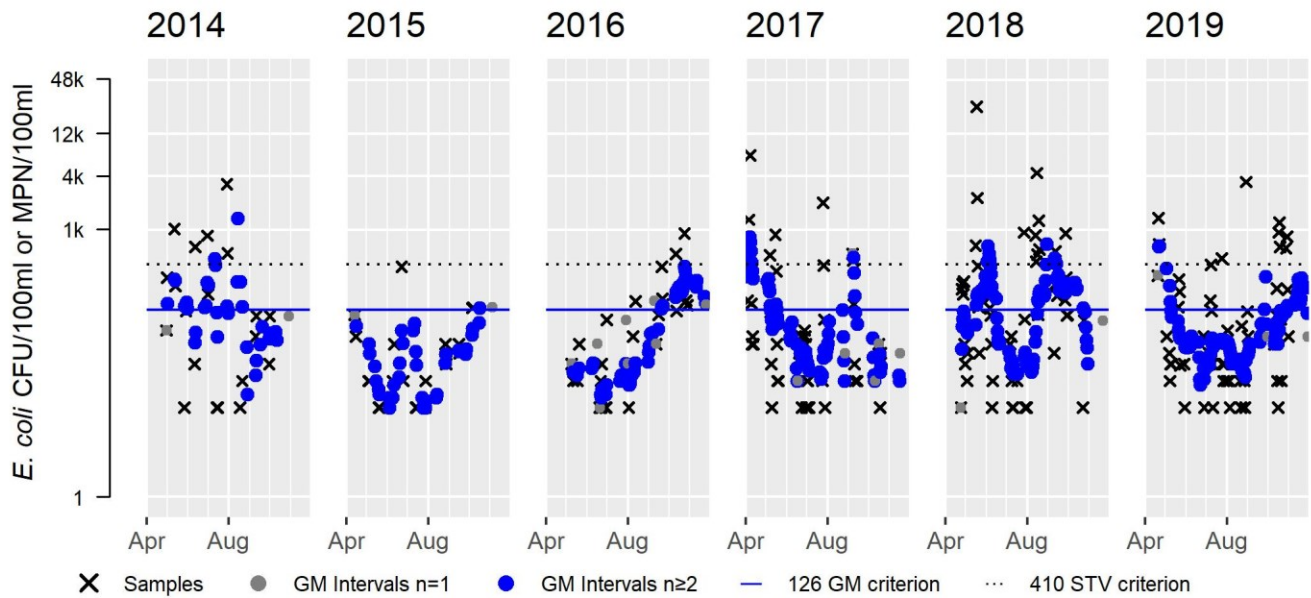 2014 2015 2016 2017 2018 2019
E. coli CFU/100ml or MPN/100ml
48k
12k
4k
1k
1
Apr Aug Apr Aug Apr Aug Apr Aug Apr Aug Apr Aug
Samples GM Intervals n=1 GM Intervals n≥2 126 GM criterion 410 STV criterion